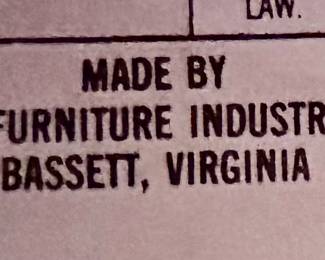 LAW.
MADE BY
FURNITURE INDUSTR
BASSETT, VIRGINIA